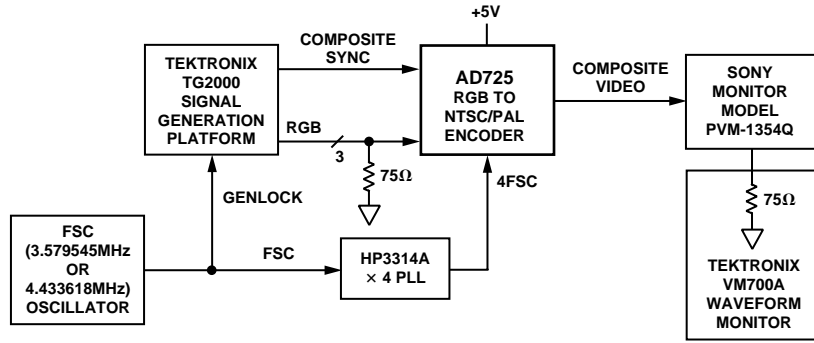 +5V
COMPOSITE
SYNC
TEKTRONIX
TG2000
SIGNAL
GENERATION
PLATFORM
RGB
3
75Ω
AD725
RGB TO
NTSC/PAL
ENCODER
COMPOSITE
VIDEO
SONY
MONITOR
MODEL
PVM-1354Q
75Ω
TEKTRONIX
VM700A
WAVEFORM
MONITOR
GENLOCK
4FSC
FSC
(3.579545MHz
OR
4.433618MHz)
OSCILLATOR
FSC
HP3314A
× 4 PLL